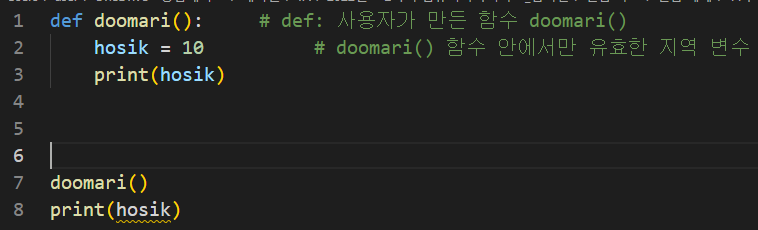 1 def doomari():     # def: 사용자가 만든 함수 doomari()
2     hosik = 10          # doomari() 함수 안에서만 유효한 지역 변수
3     print(hosik)
4
5
6
7 doomari()
8 print(hosik)